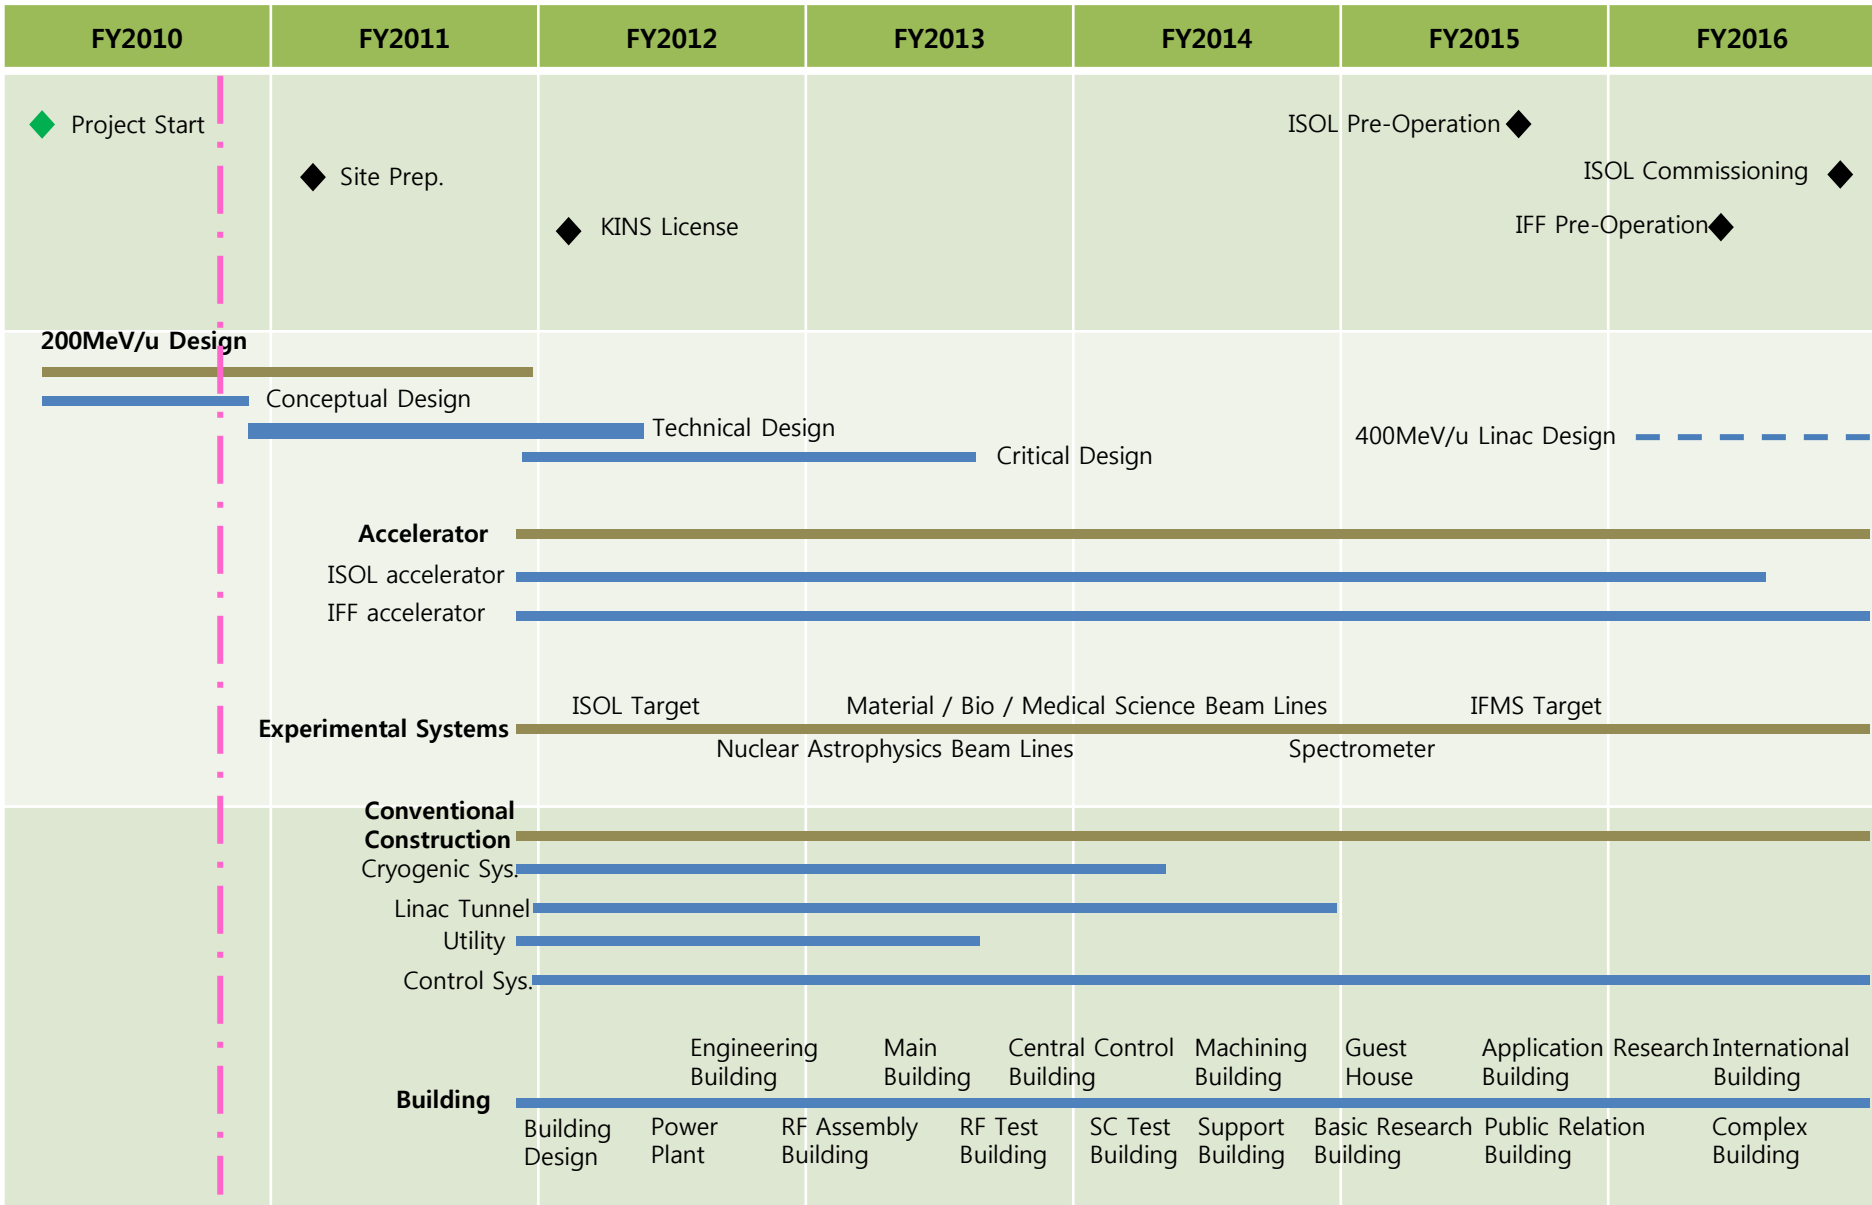 FY2010 FY2011 FY2012 FY2013 FY2014 FY2015 FY2016
Project Start
ISOL Pre-Operation
Site Prep.
ISOL Commissioning
KINS License
IFF Pre-Operation
200MeV/u Design
Conceptual Design
Technical Design
400MeV/u Linac Design
Critical Design
Accelerator
ISOL accelerator
IFF accelerator
ISOL Target
Material / Bio / Medical Science Beam Lines
IFMS Target
Experimental Systems
Nuclear Astrophysics Beam Lines
Spectrometer
Conventional
Construction
Cryogenic Sys.
Linac Tunnel
Utility
Control Sys.
Engineering
Building
Main
Building
Central Control
Building
Machining
Building
Guest
House
Application Research
Building
International
Building
Building
Building
Design
Power
Plant
RF Assembly
Building
RF Test
Building
SC Test
Building
Support
Building
Basic Research
Building
Public Relation
Building
Complex
Building